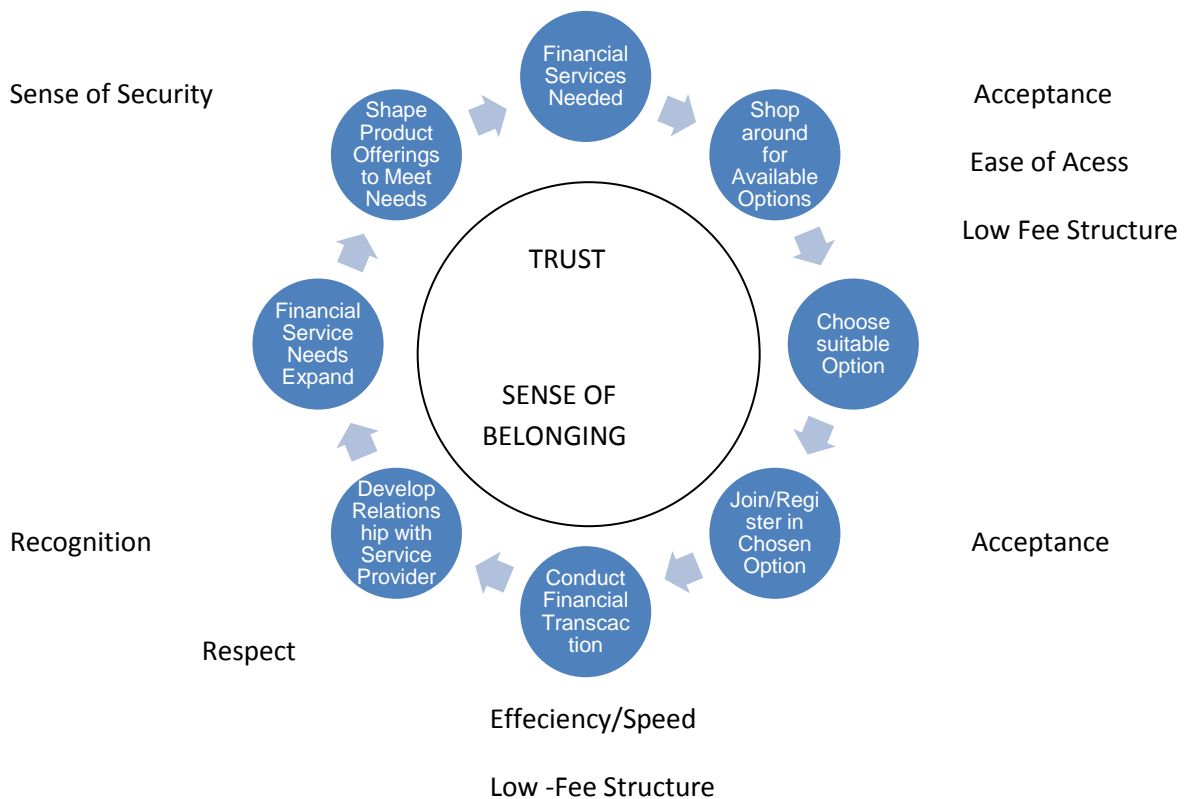 Financial
Services
Needed
Shop
around
for
Available
Options
Choose
suitable
Option
Join/Regi
ster in
Chosen
Option
Conduct
Financial
Transcac
tion
Develop
Relations
hip with
Service
Provider
Financial
Service
Needs
Expand
Shape
Product
Offerings
to Meet
Needs
TRUST
SENSE OF
BELONGING
Sense of Security
Acceptance
Ease of Acess
Low Fee Structure
Acceptance
Recognition
Respect
Effeciency/Speed
Low -Fee Structure